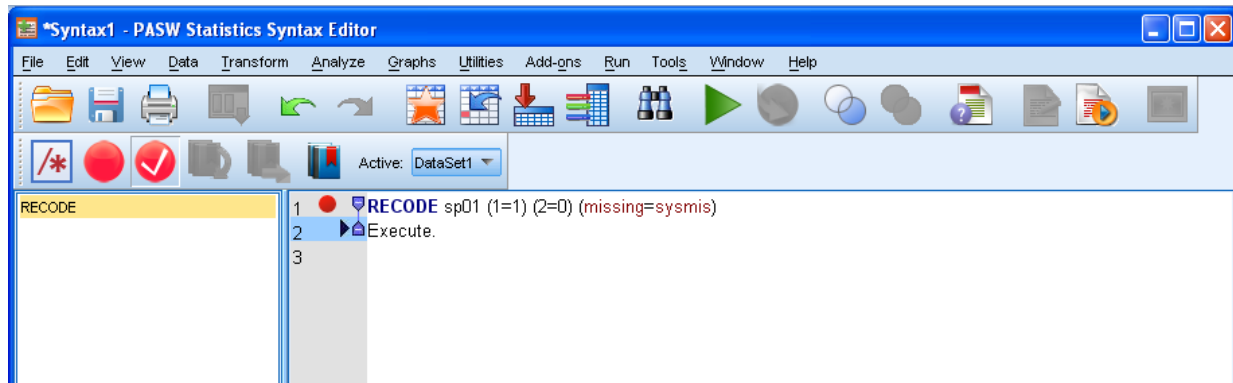 *Syntax1 - PASW Statistics Syntax Editor
File Edit View Data Transform Analyze Graphs Utilities Add-ons Run Tools Window Help
/* Active: DataSet1
RECODE
1 RECODE sp01 (1=1) (2=0) (missing=sysmis)
2 Execute.
3